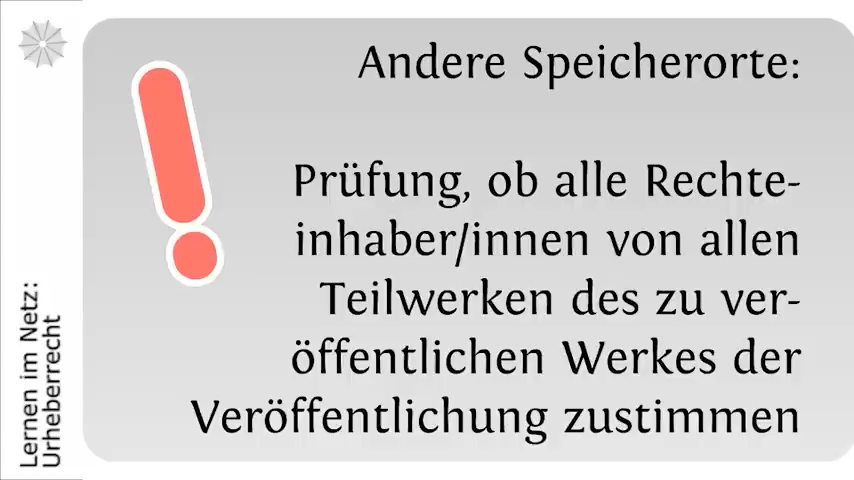 Andere Speicherorte:
Prüfung, ob alle Rechte-
inhaber/innen von allen
Teilwerken des zu ver-
öffentlichen Werkes der
Veröffentlichung zustimmen
Lernen im Netz:
Urheberrecht